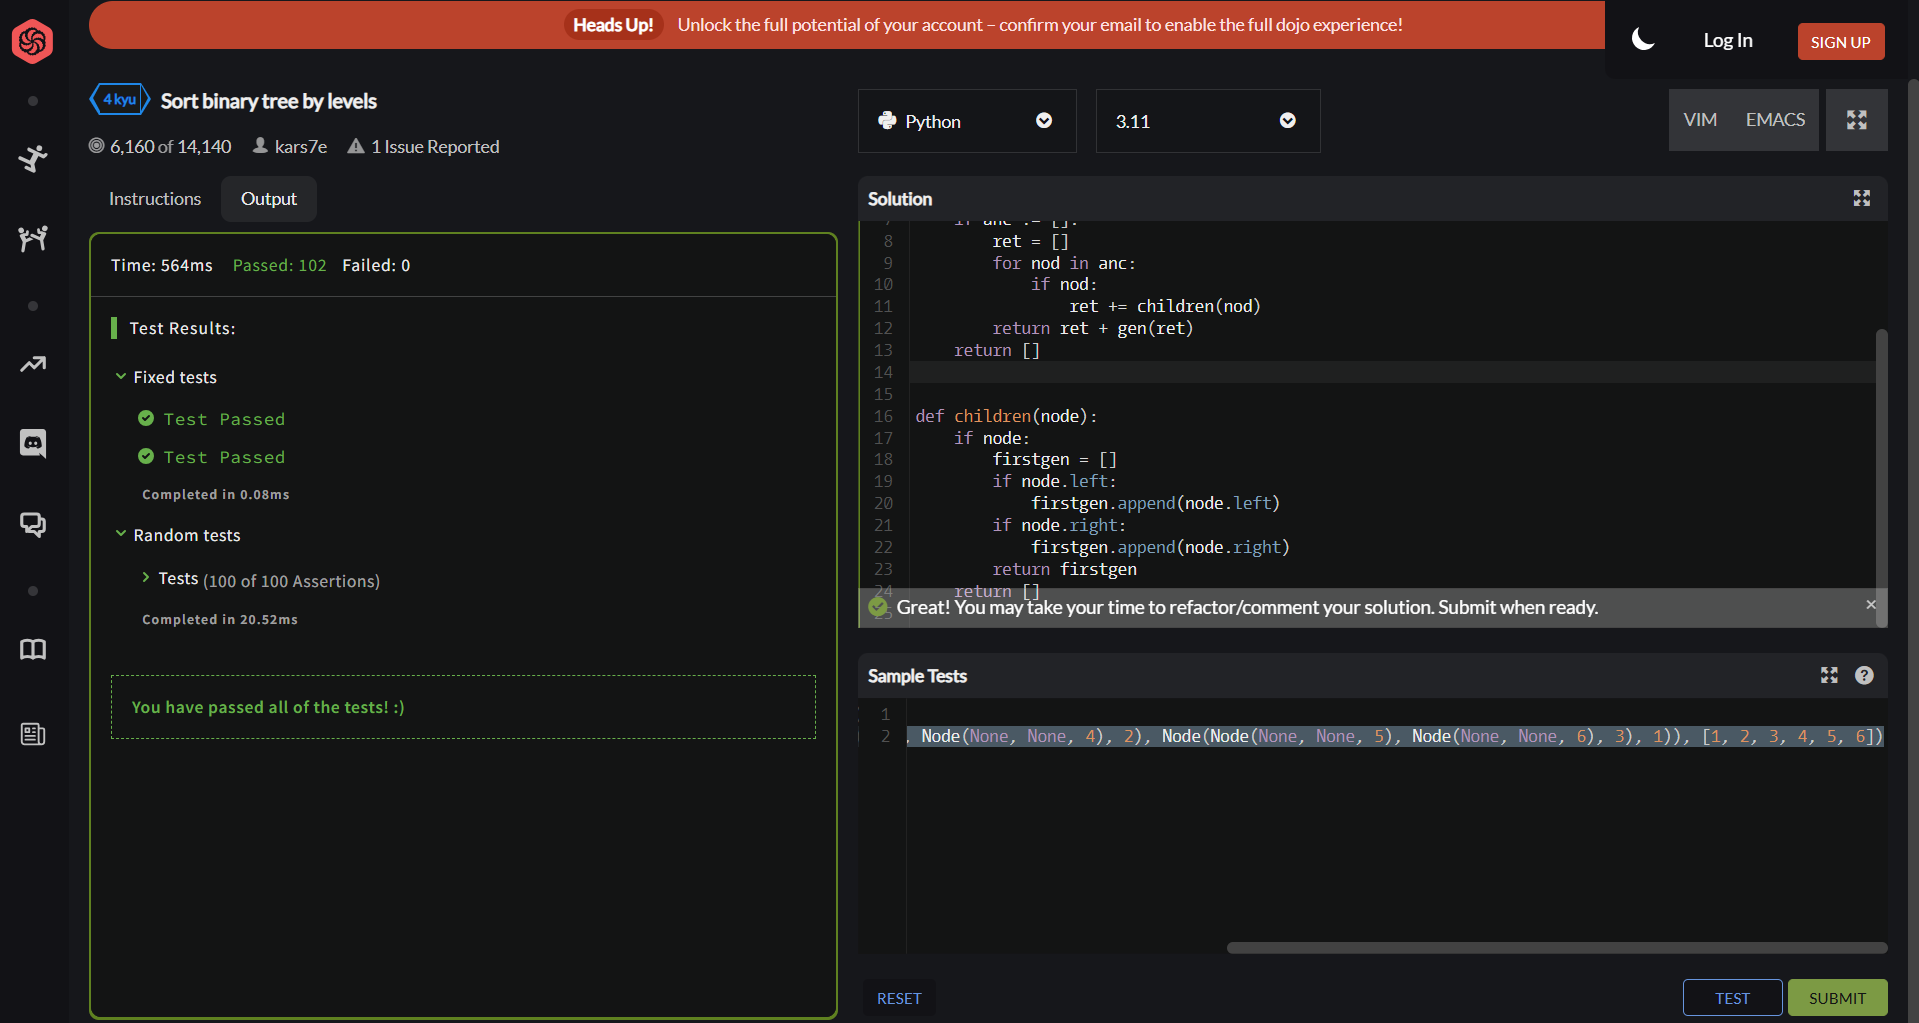 Heads Up! Unlock the full potential of your account – confirm your email to enable the full dojo experience!
Log In
SIGN UP
4 kyu Sort binary tree by levels
6,160 of 14,140 kars7e 1 Issue Reported
Python
3.11
VIM EMACS
Instructions Output
Time: 564ms Passed: 102 Failed: 0
Test Results:
Fixed tests
Test Passed
Test Passed
Completed in 0.08ms
Random tests
Tests (100 of 100 Assertions)
Completed in 20.52ms
You have passed all of the tests! :)
Solution
8 ret = []
9 for nod in anc:
10 if nod:
11 ret += children(nod)
12 return ret + gen(ret)
13 return []
14
15
16 def children(node):
17 if node:
18 firstgen = []
19 if node.left:
20 firstgen.append(node.left)
21 if node.right:
22 firstgen.append(node.right)
23 return firstgen
24 return []
25
Great! You may take your time to refactor/comment your solution. Submit when ready.
Sample Tests
1
2 , Node(None, None, 4), 2), Node(Node(None, None, 5), Node(None, None, 6), 3), 1)), [1, 2, 3, 4, 5, 6])
RESET
TEST
SUBMIT